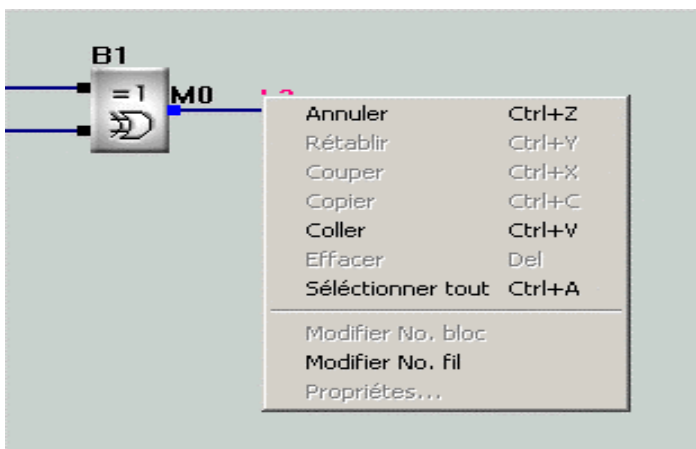 B1
=1 M0
Annuler Ctrl+Z
Rétablir Ctrl+Y
Couper Ctrl+X
Copier Ctrl+C
Coller Ctrl+V
Effacer Del
Séléctionner tout Ctrl+A
Modifier No. bloc
Modifier No. fil
Propriétes...